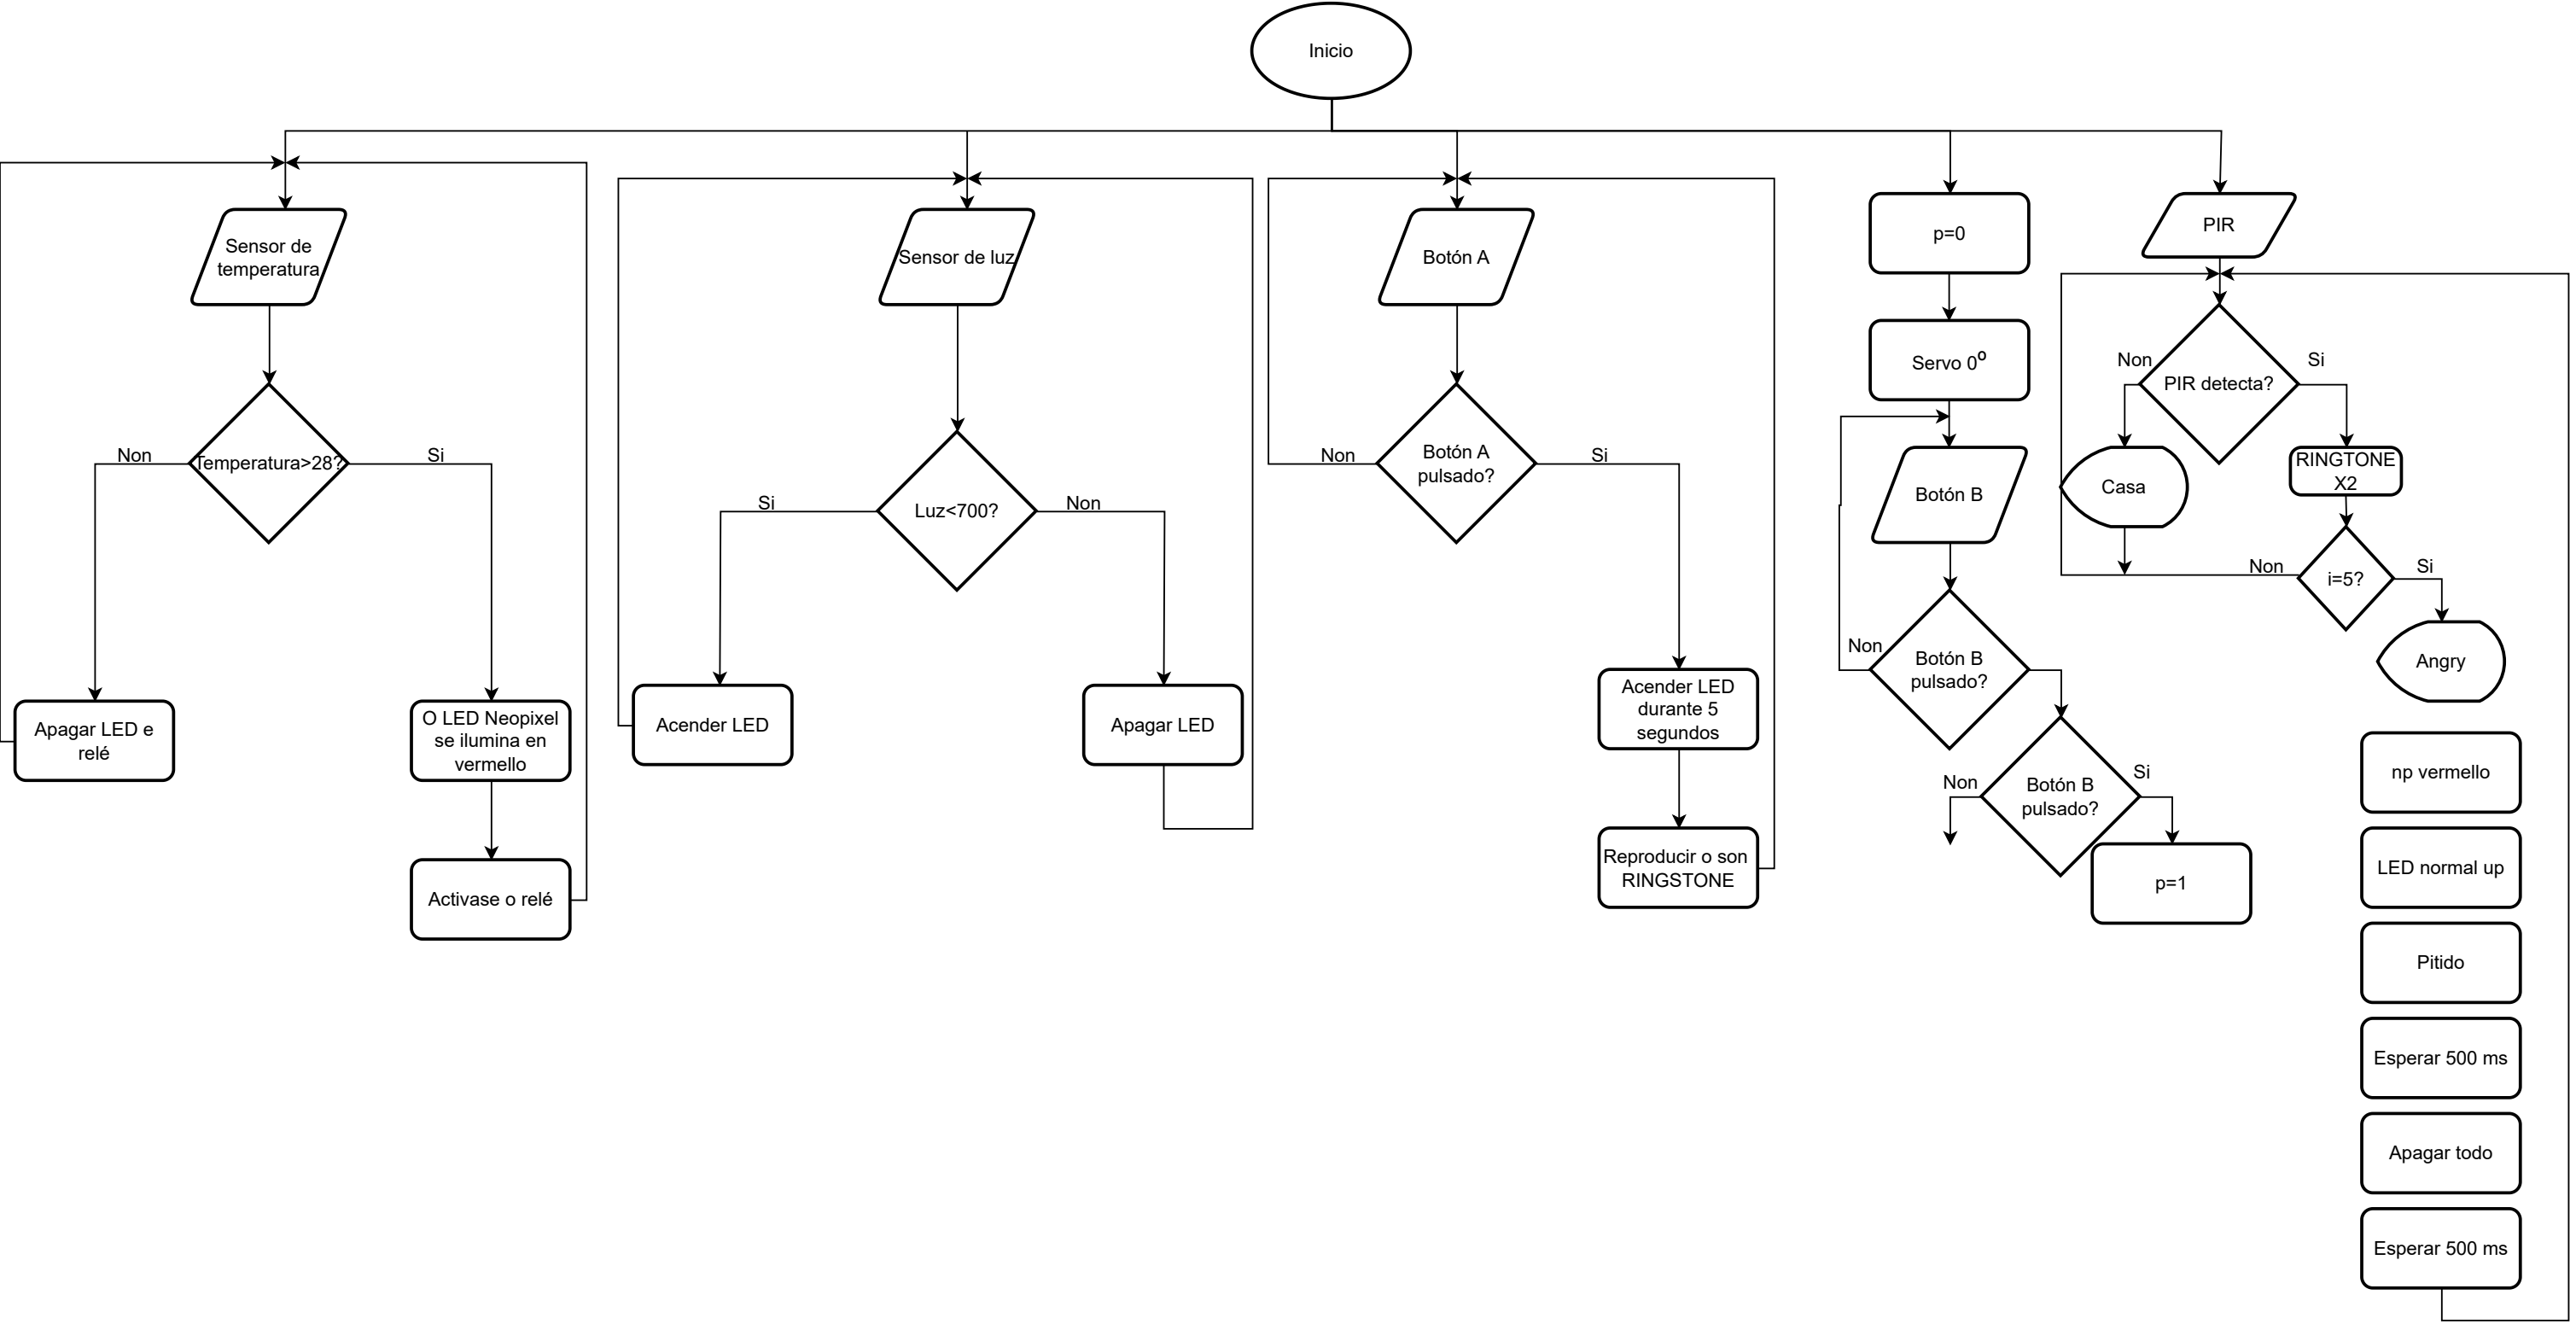 Inicio
Sensor de
temperatura
Temperatura>28?
Non
Si
Apagar LED e
relé
O LED Neopixel
se ilumina en
vermello
Activase o relé
Sensor de luz
Luz<700?
Si
Non
Acender LED
Apagar LED
Botón A
Botón A
pulsado?
Non
Si
Acender LED
durante 5
segundos
Reproducir o son
RINGSTONE
p=0
Servo 0º
Botón B
Botón B
pulsado?
Non
Botón B
pulsado?
Non
Si
p=1
PIR
PIR detecta?
Non
Si
Casa
RINGTONE
X2
i=5?
Non
Si
Angry
np vermello
LED normal up
Pitido
Esperar 500 ms
Apagar todo
Esperar 500 ms